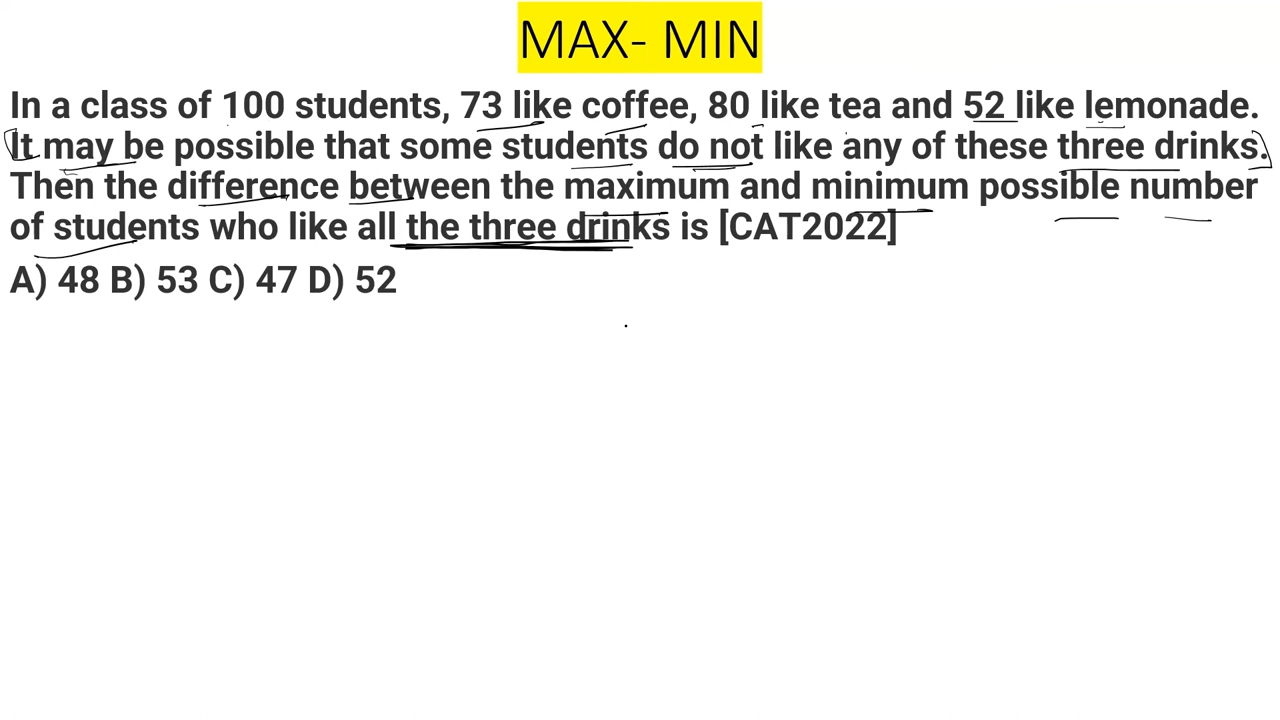 MAX- MIN
In a class of 100 students, 73 like coffee, 80 like tea and 52 like lemonade.
It may be possible that some students do not like any of these three drinks.
Then the difference between the maximum and minimum possible number
of students who like all the three drinks is [CAT2022]
A) 48 B) 53 C) 47 D) 52